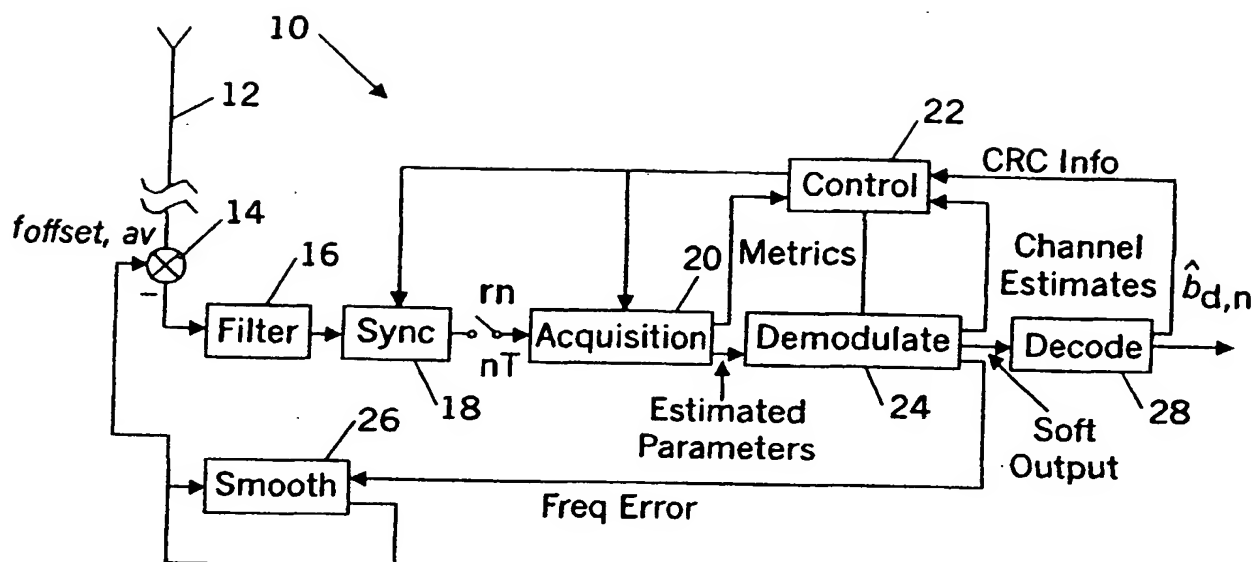 10
12
22
CRC Info
Control
foffset, av
14
−
16
20
Metrics
Channel
Estimates
b̂d,n
rn
Filter
Sync
nT
Acquisition
Demodulate
Decode
18
Estimated
Parameters
24
Soft
Output
28
26
Smooth
Freq Error